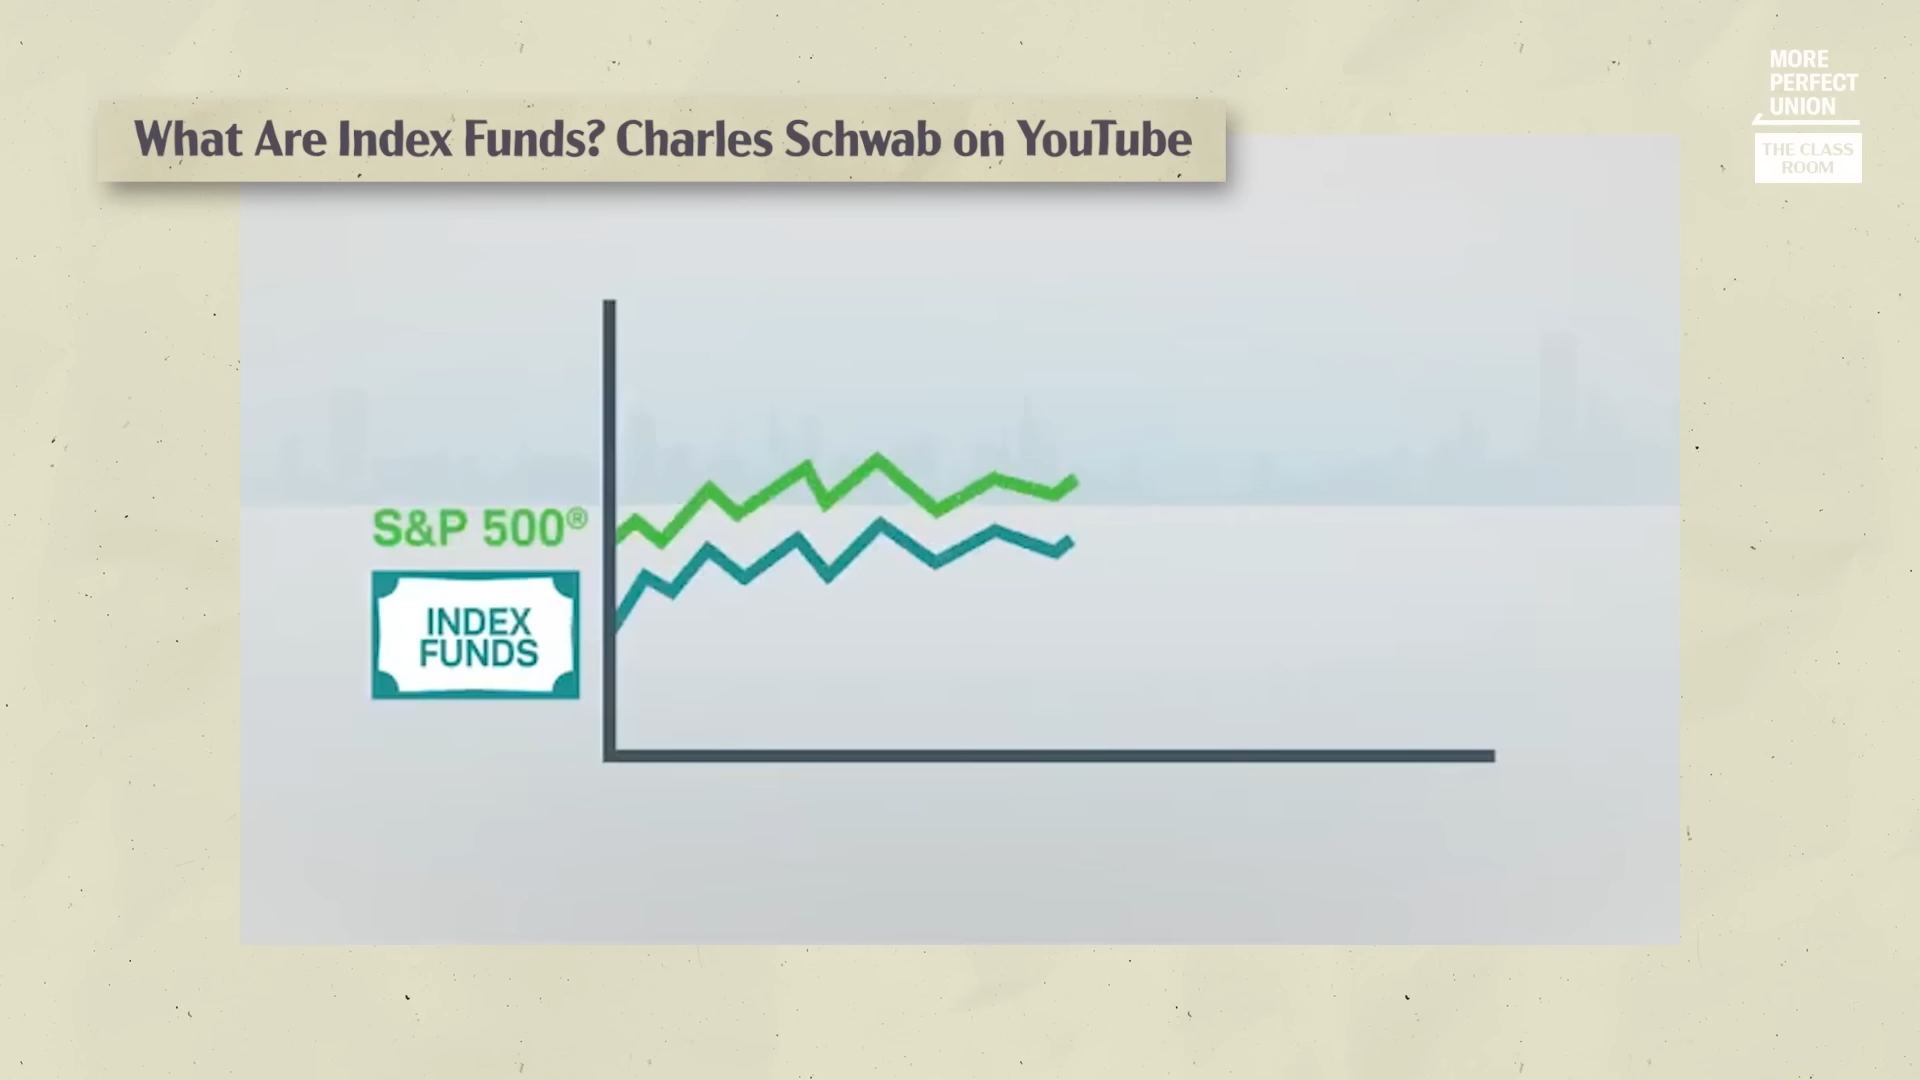 What Are Index Funds? Charles Schwab on YouTube
MORE
PERFECT
UNION
THE CLASS
ROOM
S&P 500®
INDEX
FUNDS